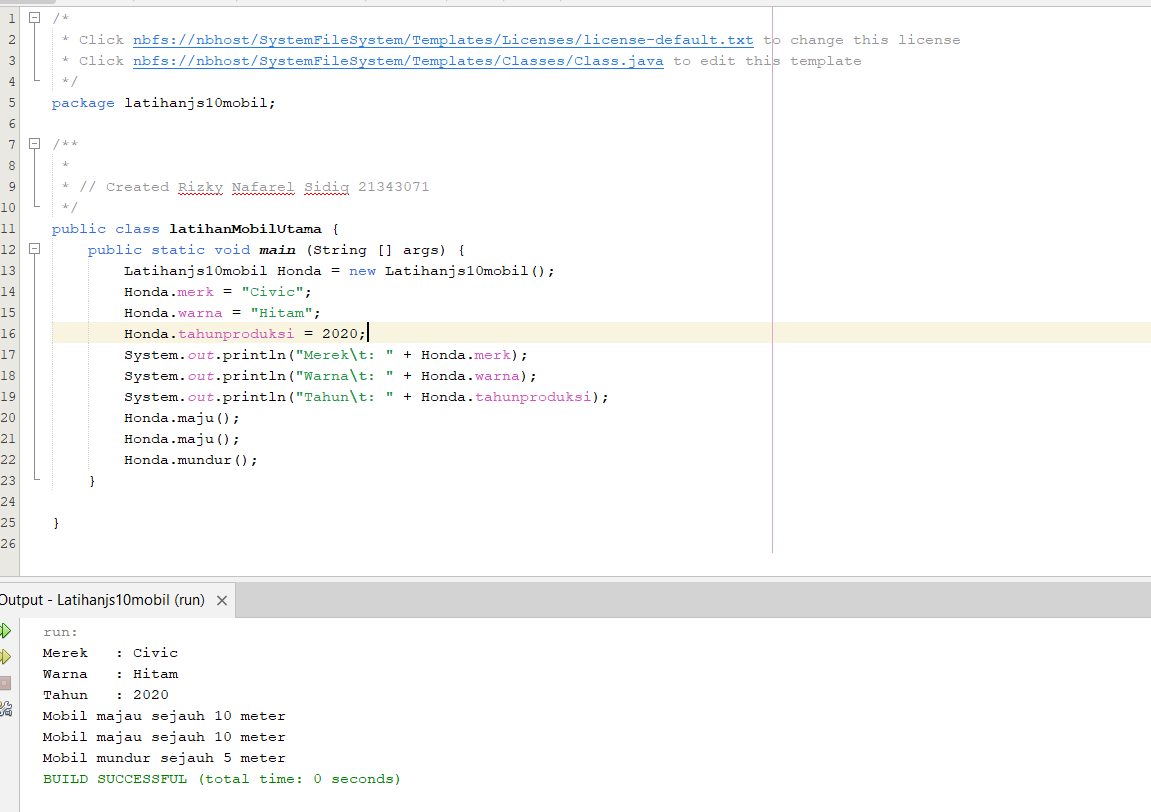 1 /*
2 * Click nbfs://nbhost/SystemFileSystem/Templates/Licenses/license-default.txt to change this license
3 * Click nbfs://nbhost/SystemFileSystem/Templates/Classes/Class.java to edit this template
4 */
5 package latihanjs10mobil;
6
7 /**
8 *
9 * // Created Rizky Nafarel Sidiq 21343071
10 */
11 public class latihanMobilUtama {
12 public static void main (String [] args) {
13 Latihanjs10mobil Honda = new Latihanjs10mobil();
14 Honda.merk = "Civic";
15 Honda.warna = "Hitam";
16 Honda.tahunproduksi = 2020;
17 System.out.println("Merek\t: " + Honda.merk);
18 System.out.println("Warna\t: " + Honda.warna);
19 System.out.println("Tahun\t: " + Honda.tahunproduksi);
20 Honda.maju();
21 Honda.maju();
22 Honda.mundur();
23 }
24
25 }
26
Output - Latihanjs10mobil (run)
run:
Merek : Civic
Warna : Hitam
Tahun : 2020
Mobil majau sejauh 10 meter
Mobil majau sejauh 10 meter
Mobil mundur sejauh 5 meter
BUILD SUCCESSFUL (total time: 0 seconds)